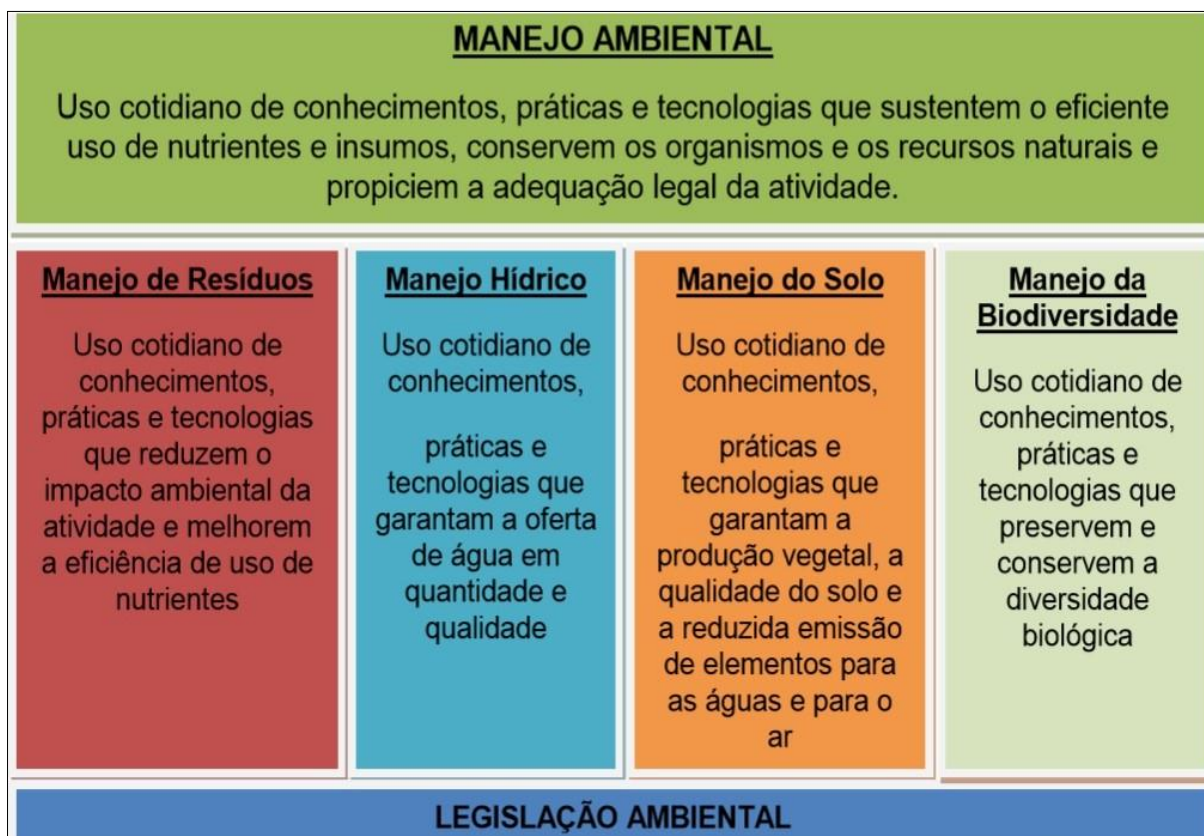 MANEJO AMBIENTAL
Uso cotidiano de conhecimentos, práticas e tecnologias que sustentem o eficiente
uso de nutrientes e insumos, conservem os organismos e os recursos naturais e
propiciem a adequação legal da atividade.
Manejo de Resíduos
Uso cotidiano de
conhecimentos,
práticas e tecnologias
que reduzem o
impacto ambiental da
atividade e melhorem
a eficiência de uso de
nutrientes
Manejo Hídrico
Uso cotidiano de
conhecimentos,
práticas e
tecnologias que
garantam a oferta
de água em
quantidade e
qualidade
Manejo do Solo
Uso cotidiano de
conhecimentos,
práticas e
tecnologias que
garantam a
produção vegetal, a
qualidade do solo e
a reduzida emissão
de elementos para
as águas e para o
ar
Manejo da
Biodiversidade
Uso cotidiano de
conhecimentos,
práticas e
tecnologias que
preservem e
conservem a
diversidade
biológica
LEGISLAÇÃO AMBIENTAL